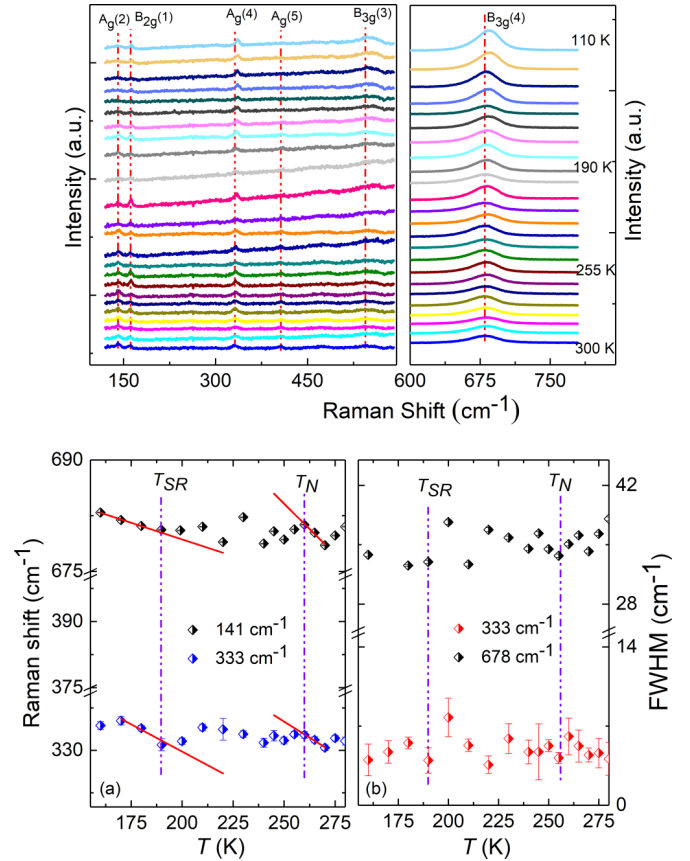 Ag(2) B2g(1) Ag(4) Ag(5) B3g(3) B3g(4)
110 K
190 K
255 K
300 K
Intensity (a.u.)
Intensity (a.u.)
150 300 450 600 675 750
Raman Shift (cm⁻¹)
690
675
390
375
330
Raman shift (cm⁻¹)
TSR TN
141 cm⁻¹
333 cm⁻¹
(a)
175 200 225 250 275
T (K)
TSR TN
333 cm⁻¹
678 cm⁻¹
(b)
175 200 225 250 275
T (K)
42
28
14
0
FWHM (cm⁻¹)